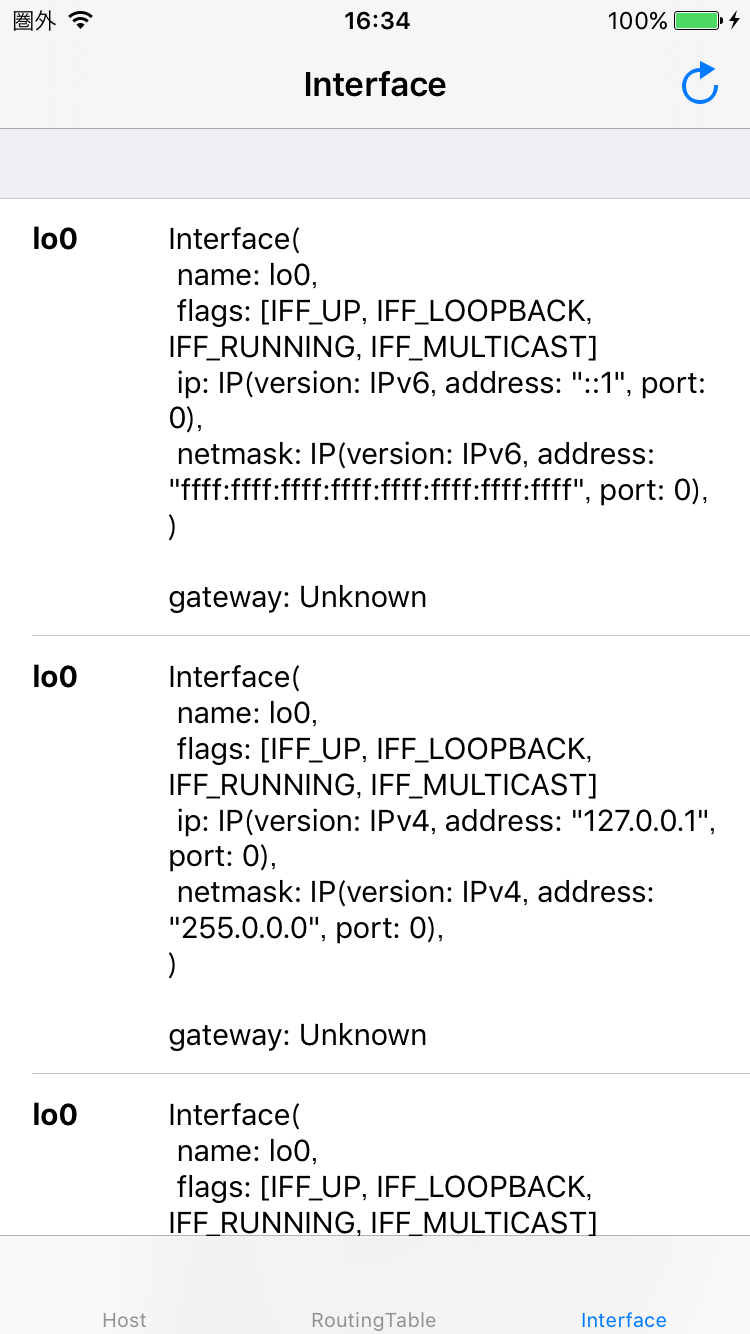 圏外 16:34 100%
Interface
lo0 Interface(
name: lo0,
flags: [IFF_UP, IFF_LOOPBACK,
IFF_RUNNING, IFF_MULTICAST]
ip: IP(version: IPv6, address: "::1", port:
0),
netmask: IP(version: IPv6, address:
"ffff:ffff:ffff:ffff:ffff:ffff:ffff:ffff", port: 0),
)
gateway: Unknown
lo0 Interface(
name: lo0,
flags: [IFF_UP, IFF_LOOPBACK,
IFF_RUNNING, IFF_MULTICAST]
ip: IP(version: IPv4, address: "127.0.0.1",
port: 0),
netmask: IP(version: IPv4, address:
"255.0.0.0", port: 0),
)
gateway: Unknown
lo0 Interface(
name: lo0,
flags: [IFF_UP, IFF_LOOPBACK,
IFF_RUNNING, IFF_MULTICAST]
Host RoutingTable Interface